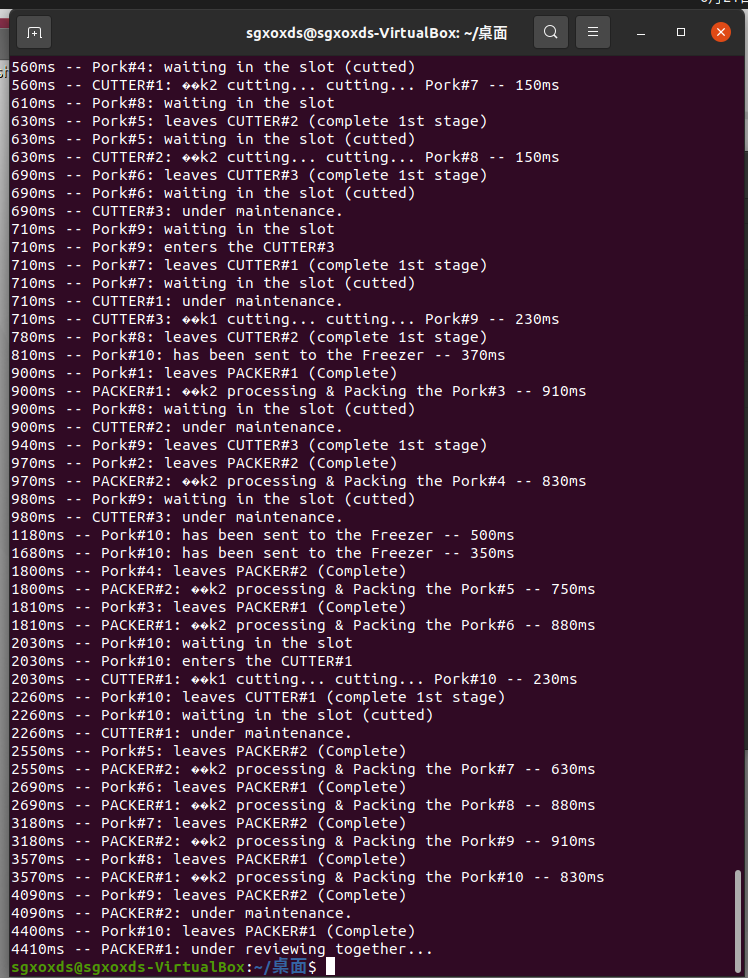 sgxoxds@sgxoxds-VirtualBox: ~/桌面
560ms -- Pork#4: waiting in the slot (cutted)
560ms -- CUTTER#1: ��k2 cutting... cutting... Pork#7 -- 150ms
610ms -- Pork#8: waiting in the slot
630ms -- Pork#5: leaves CUTTER#2 (complete 1st stage)
630ms -- Pork#5: waiting in the slot (cutted)
630ms -- CUTTER#2: ��k2 cutting... cutting... Pork#8 -- 150ms
690ms -- Pork#6: leaves CUTTER#3 (complete 1st stage)
690ms -- Pork#6: waiting in the slot (cutted)
690ms -- CUTTER#3: under maintenance.
710ms -- Pork#9: waiting in the slot
710ms -- Pork#9: enters the CUTTER#3
710ms -- Pork#7: leaves CUTTER#1 (complete 1st stage)
710ms -- Pork#7: waiting in the slot (cutted)
710ms -- CUTTER#1: under maintenance.
710ms -- CUTTER#3: ��k1 cutting... cutting... Pork#9 -- 230ms
780ms -- Pork#8: leaves CUTTER#2 (complete 1st stage)
810ms -- Pork#10: has been sent to the Freezer -- 370ms
900ms -- Pork#1: leaves PACKER#1 (Complete)
900ms -- PACKER#1: ��k2 processing & Packing the Pork#3 -- 910ms
900ms -- Pork#8: waiting in the slot (cutted)
900ms -- CUTTER#2: under maintenance.
940ms -- Pork#9: leaves CUTTER#3 (complete 1st stage)
970ms -- Pork#2: leaves PACKER#2 (Complete)
970ms -- PACKER#2: ��k2 processing & Packing the Pork#4 -- 830ms
980ms -- Pork#9: waiting in the slot (cutted)
980ms -- CUTTER#3: under maintenance.
1180ms -- Pork#10: has been sent to the Freezer -- 500ms
1680ms -- Pork#10: has been sent to the Freezer -- 350ms
1800ms -- Pork#4: leaves PACKER#2 (Complete)
1800ms -- PACKER#2: ��k2 processing & Packing the Pork#5 -- 750ms
1810ms -- Pork#3: leaves PACKER#1 (Complete)
1810ms -- PACKER#1: ��k2 processing & Packing the Pork#6 -- 880ms
2030ms -- Pork#10: waiting in the slot
2030ms -- Pork#10: enters the CUTTER#1
2030ms -- CUTTER#1: ��k1 cutting... cutting... Pork#10 -- 230ms
2260ms -- Pork#10: leaves CUTTER#1 (complete 1st stage)
2260ms -- Pork#10: waiting in the slot (cutted)
2260ms -- CUTTER#1: under maintenance.
2550ms -- Pork#5: leaves PACKER#2 (Complete)
2550ms -- PACKER#2: ��k2 processing & Packing the Pork#7 -- 630ms
2690ms -- Pork#6: leaves PACKER#1 (Complete)
2690ms -- PACKER#1: ��k2 processing & Packing the Pork#8 -- 880ms
3180ms -- Pork#7: leaves PACKER#2 (Complete)
3180ms -- PACKER#2: ��k2 processing & Packing the Pork#9 -- 910ms
3570ms -- Pork#8: leaves PACKER#1 (Complete)
3570ms -- PACKER#1: ��k2 processing & Packing the Pork#10 -- 830ms
4090ms -- Pork#9: leaves PACKER#2 (Complete)
4090ms -- PACKER#2: under maintenance.
4400ms -- Pork#10: leaves PACKER#1 (Complete)
4410ms -- PACKER#1: under reviewing together...
sgxoxds@sgxoxds-VirtualBox:~/桌面$